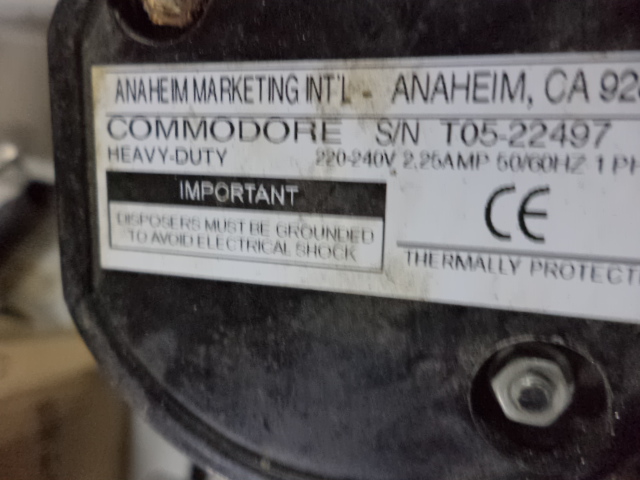 ANAHEIM MARKETING INT'L - ANAHEIM, CA 92
COMMODORE S/N T05-22497
HEAVY-DUTY 220-240V 2.25AMP 50/60HZ 1 PH
IMPORTANT
DISPOSERS MUST BE GROUNDED
TO AVOID ELECTRICAL SHOCK
CE
THERMALLY PROTECT